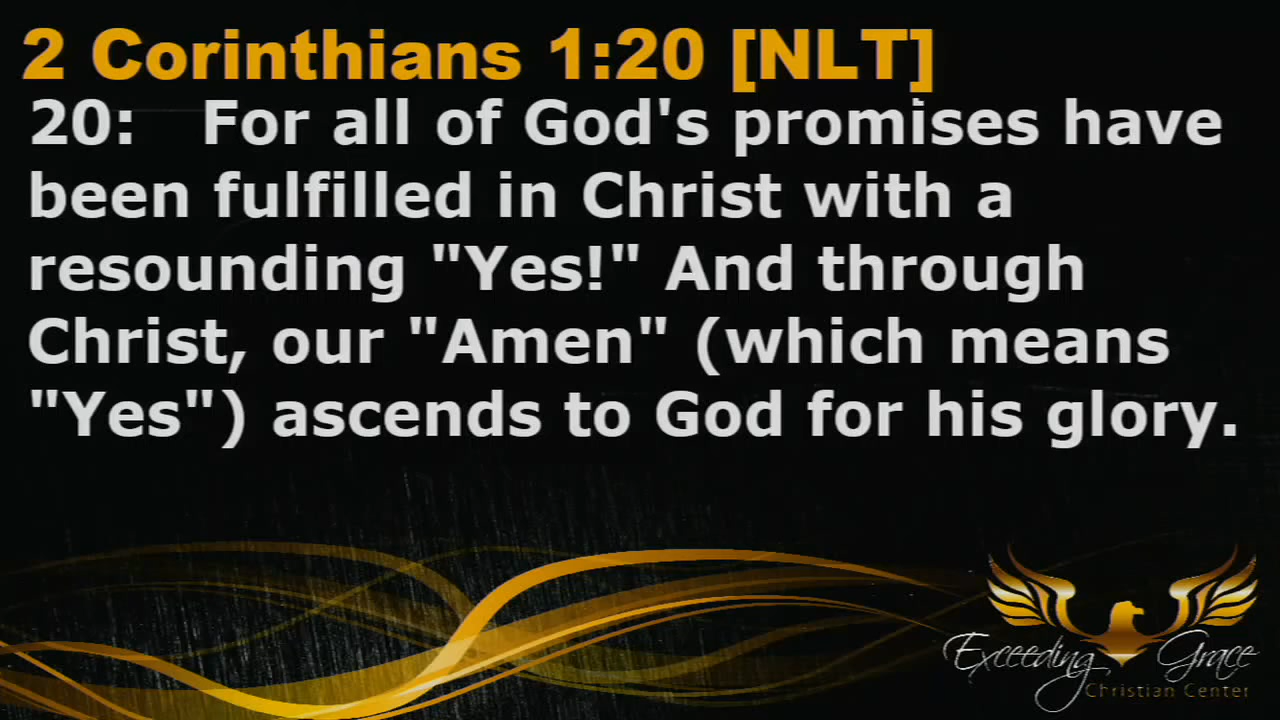 2 Corinthians 1:20 [NLT]
20: For all of God's promises have
been fulfilled in Christ with a
resounding "Yes!" And through
Christ, our "Amen" (which means
"Yes") ascends to God for his glory.
Exceeding Grace
Christian Center